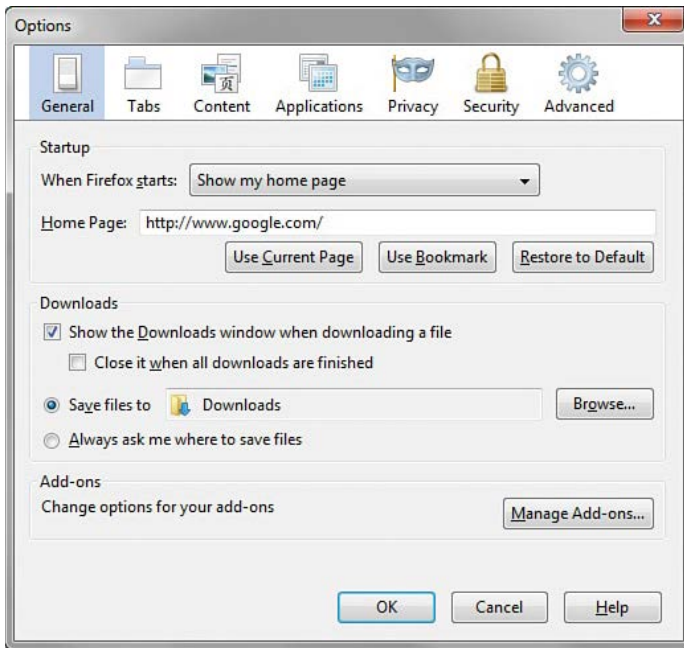 Options
General Tabs Content Applications Privacy Security Advanced
Startup
When Firefox starts: Show my home page
Home Page: http://www.google.com/
Use Current Page Use Bookmark Restore to Default
Downloads
Show the Downloads window when downloading a file
Close it when all downloads are finished
Save files to Downloads Browse...
Always ask me where to save files
Add-ons
Change options for your add-ons
Manage Add-ons...
OK Cancel Help